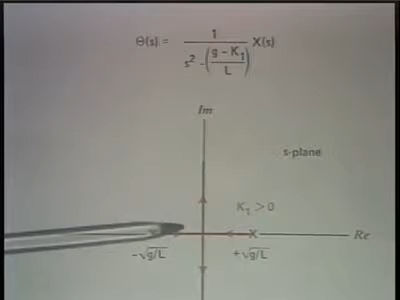 Θ(s) = 1 / (s² - ((g - K₁) / L)) X(s)
Im
s-plane
K₁ > 0
Re
-√g/L +√g/L